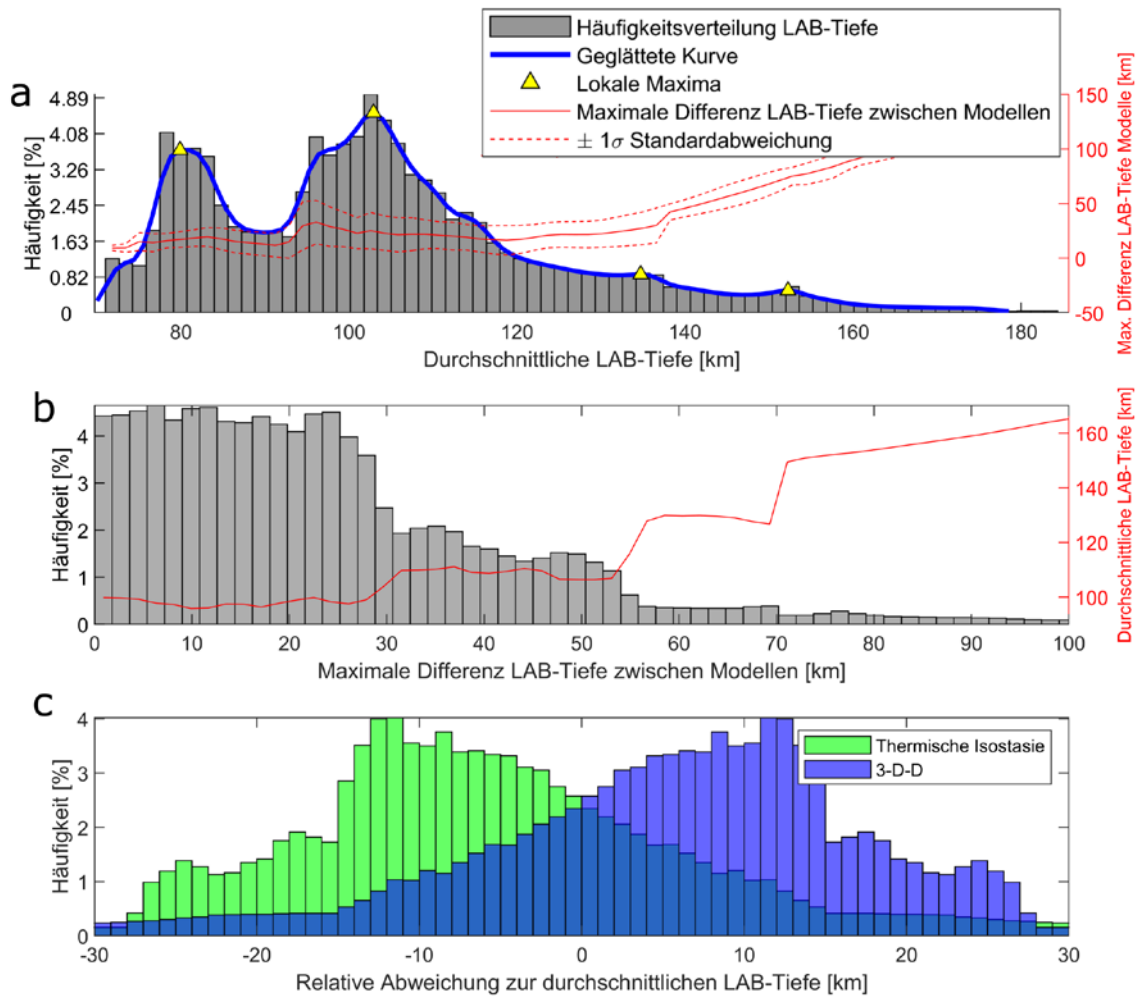 Häufigkeitsverteilung LAB-Tiefe
Geglättete Kurve
Lokale Maxima
Maximale Differenz LAB-Tiefe zwischen Modellen
± 1σ Standardabweichung
a
Häufigkeit [%]
4.89
4.08
3.26
2.45
1.63
0.82
0
80
100
120
140
160
180
Durchschnittliche LAB-Tiefe [km]
150
100
50
0
-50
Max. Differenz LAB-Tiefe Modelle [km]
b
Häufigkeit [%]
4
3
2
1
0
0
10
20
30
40
50
60
70
80
90
100
Maximale Differenz LAB-Tiefe zwischen Modellen [km]
160
140
120
100
Durchschnittliche LAB-Tiefe [km]
c
Häufigkeit [%]
4
3
2
1
0
Thermische Isostasie
3-D-D
-30
-20
-10
0
10
20
30
Relative Abweichung zur durchschnittlichen LAB-Tiefe [km]